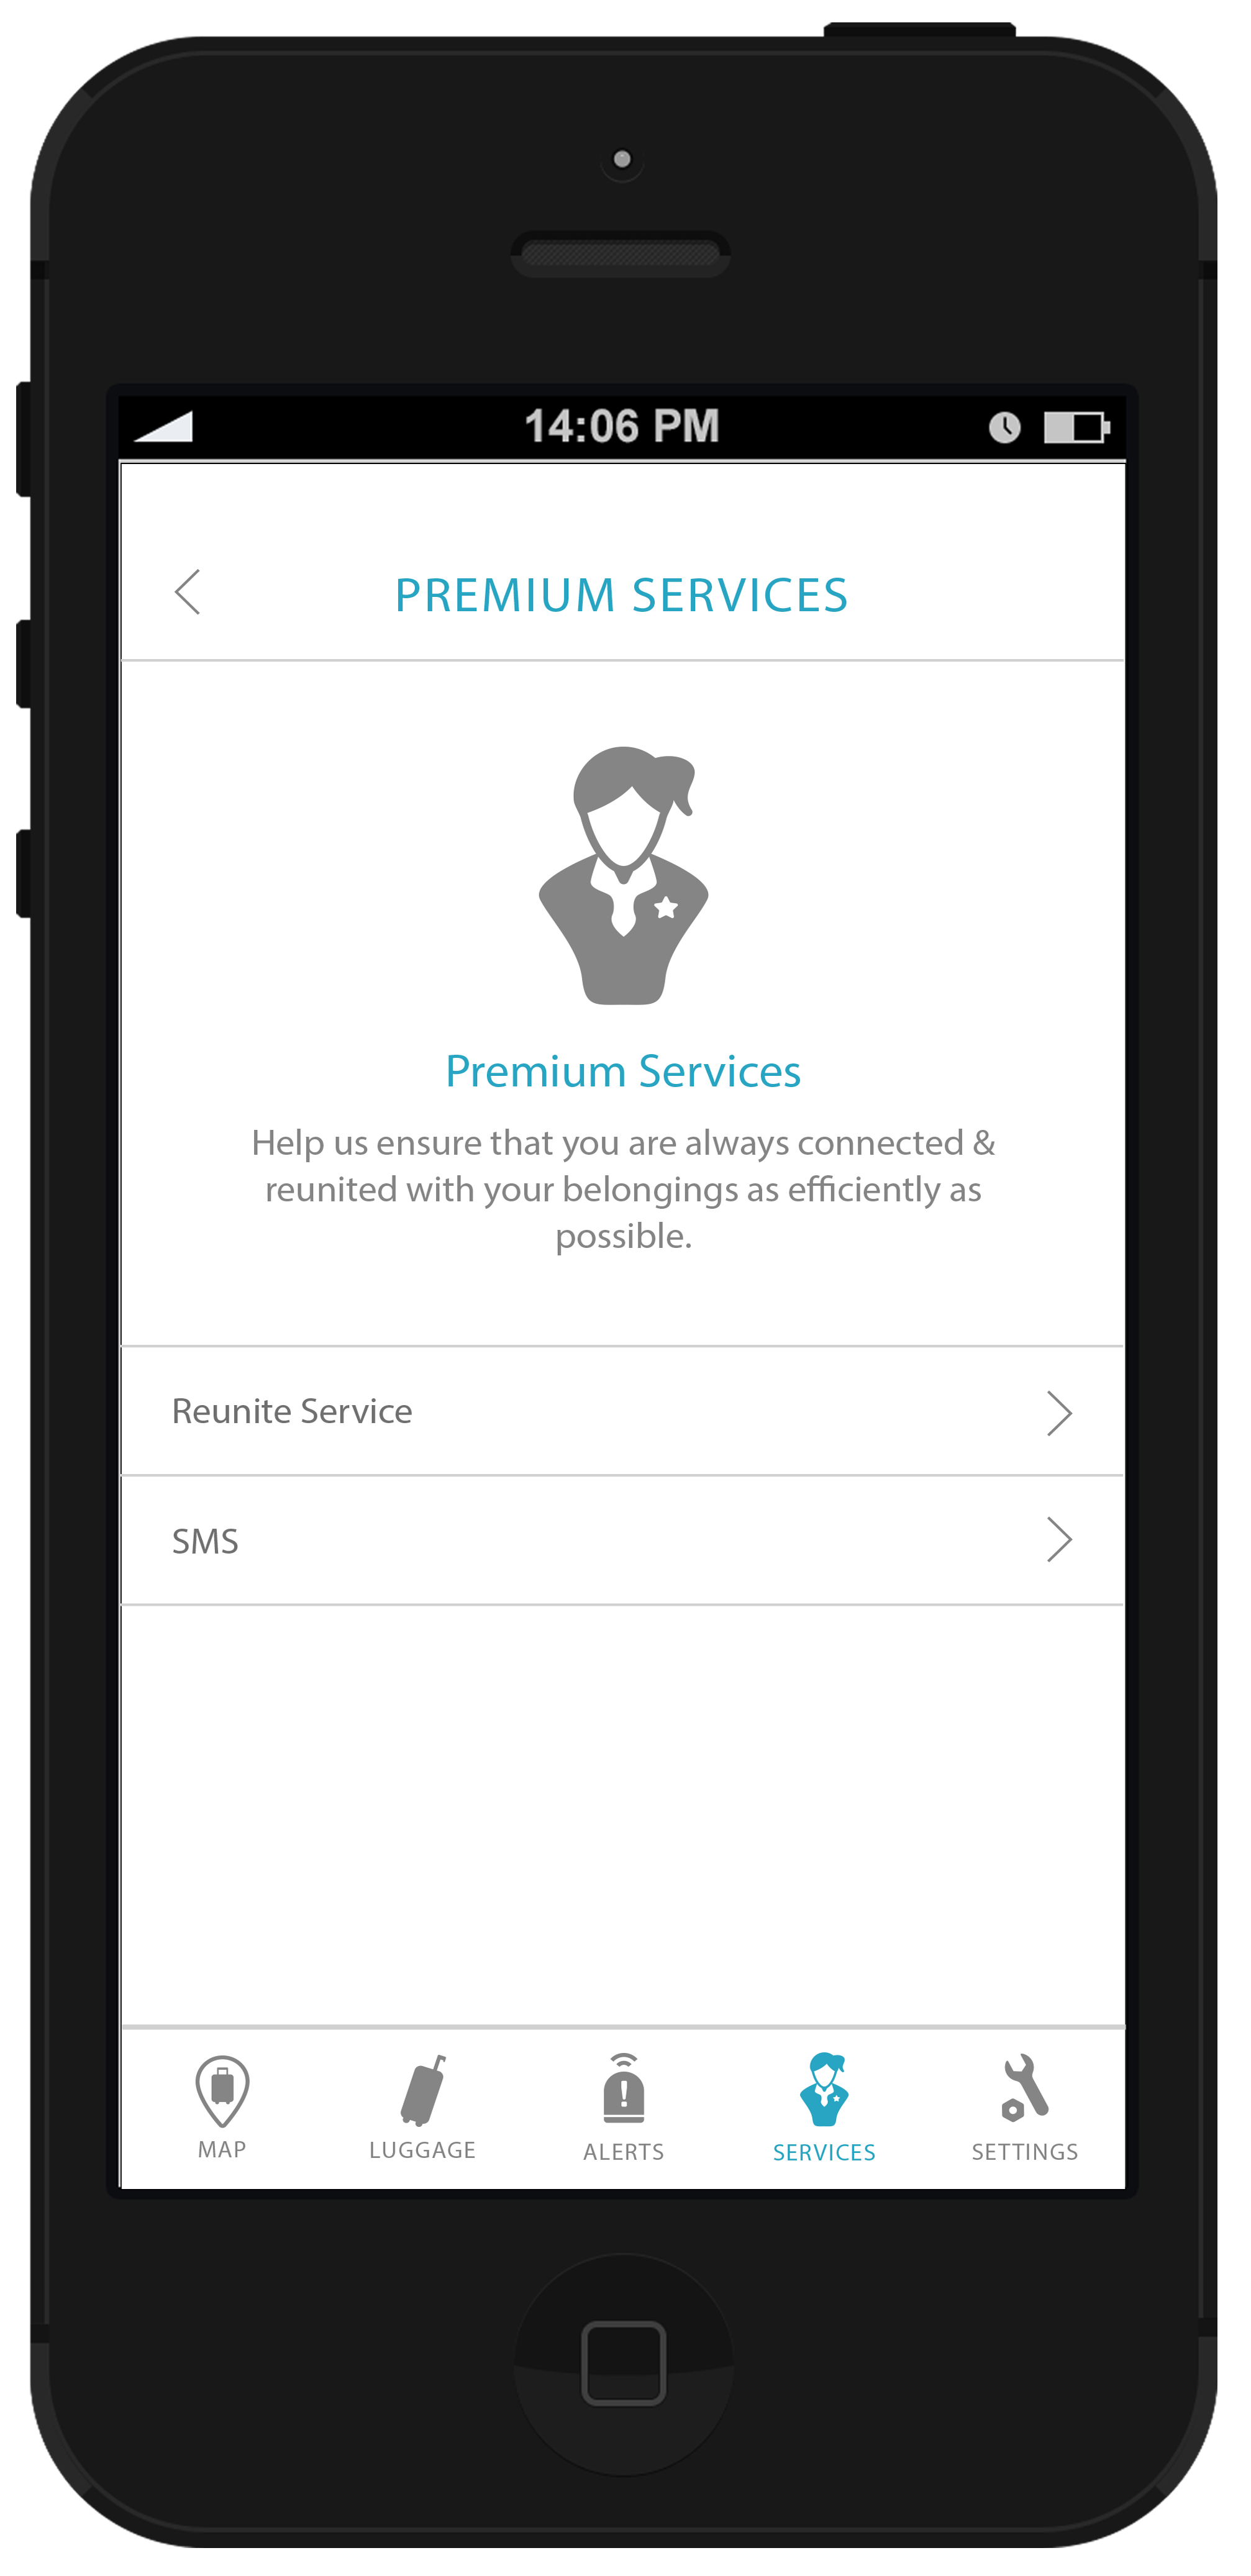 14:06 PM
PREMIUM SERVICES
Premium Services
Help us ensure that you are always connected &
reunited with your belongings as efficiently as
possible.
Reunite Service
SMS
MAP LUGGAGE ALERTS SERVICES SETTINGS